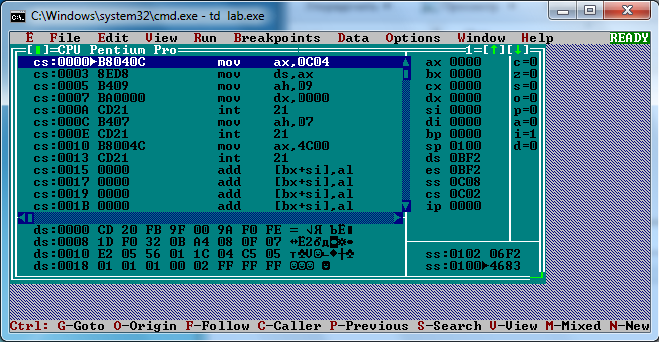 C:\Windows\system32\cmd.exe - td lab.exe
Ë File Edit View Run Breakpoints Data Options Window Help READY
[■]=CPU Pentium Pro 1=[↑][↓]
cs:0000►B8040C mov ax,0C04 ax 0000 c=0
cs:0003 8ED8 mov ds,ax bx 0000 z=0
cs:0005 B409 mov ah,09 cx 0000 s=0
cs:0007 BA0000 mov dx,0000 dx 0000 o=0
cs:000A CD21 int 21 si 0000 p=0
cs:000C B407 mov ah,07 di 0000 a=0
cs:000E CD21 int 21 bp 0000 i=1
cs:0010 B8004C mov ax,4C00 sp 0100 d=0
cs:0013 CD21 int 21 ds 0BF2
cs:0015 0000 add [bx+si],al es 0BF2
cs:0017 0000 add [bx+si],al ss 0C08
cs:0019 0000 add [bx+si],al cs 0C02
cs:001B 0000 add [bx+si],al ip 0000
ds:0000 CD 20 FB 9F 00 9A F0 FE = √Я ЪЁ■
ds:0008 1D F0 32 0B A4 08 0F 07 ↔Ё2♂д◘☼•
ds:0010 E2 05 56 01 1C 04 C5 05 т♣V☺∟♦┼♣ ss:0102 06F2
ds:0018 01 01 01 00 02 FF FF FF ☺☺☺ ☻ ss:0100►4683
Ctrl: G-Goto O-Origin F-Follow C-Caller P-Previous S-Search V-View M-Mixed N-New